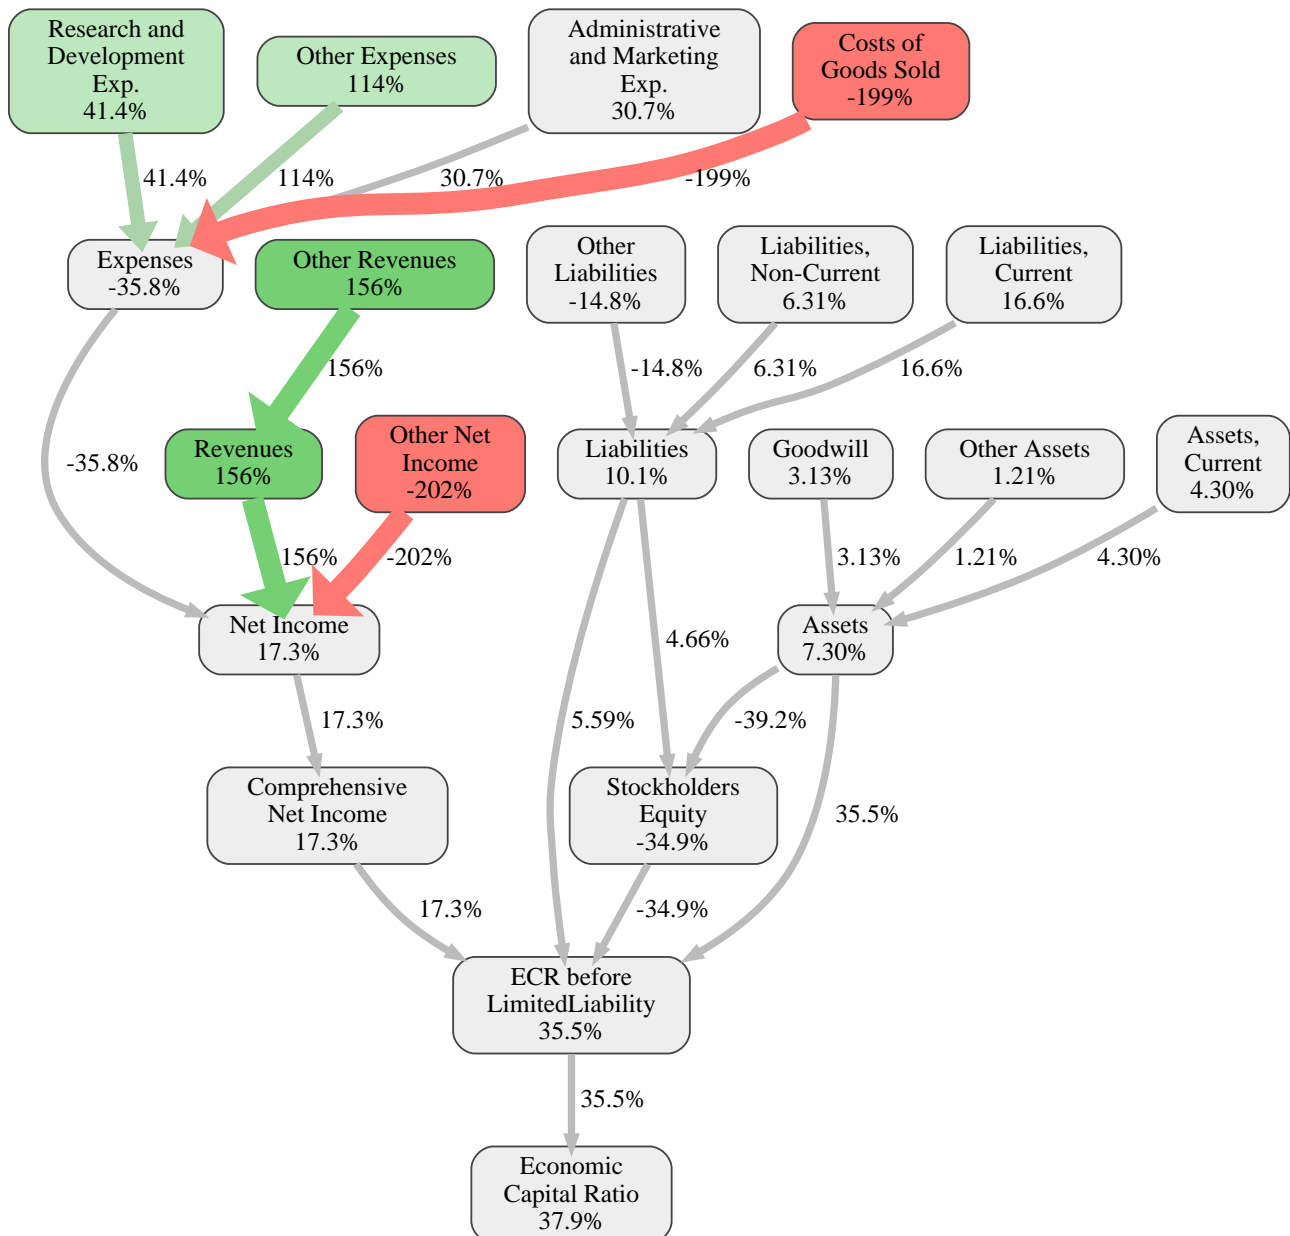 Research and
Development
Exp.
41.4%
Other Expenses
114%
Administrative
and Marketing
Exp.
30.7%
Costs of
Goods Sold
-199%
41.4%
114%
30.7%
-199%
Expenses
-35.8%
Other Revenues
156%
Other
Liabilities
-14.8%
Liabilities,
Non-Current
6.31%
Liabilities,
Current
16.6%
156%
-14.8%
6.31%
16.6%
-35.8%
Revenues
156%
Other Net
Income
-202%
Liabilities
10.1%
Goodwill
3.13%
Other Assets
1.21%
Assets,
Current
4.30%
156%
-202%
3.13%
1.21%
4.30%
Net Income
17.3%
4.66%
Assets
7.30%
17.3%
5.59%
-39.2%
Comprehensive
Net Income
17.3%
Stockholders
Equity
-34.9%
35.5%
17.3%
-34.9%
ECR before
LimitedLiability
35.5%
35.5%
Economic
Capital Ratio
37.9%